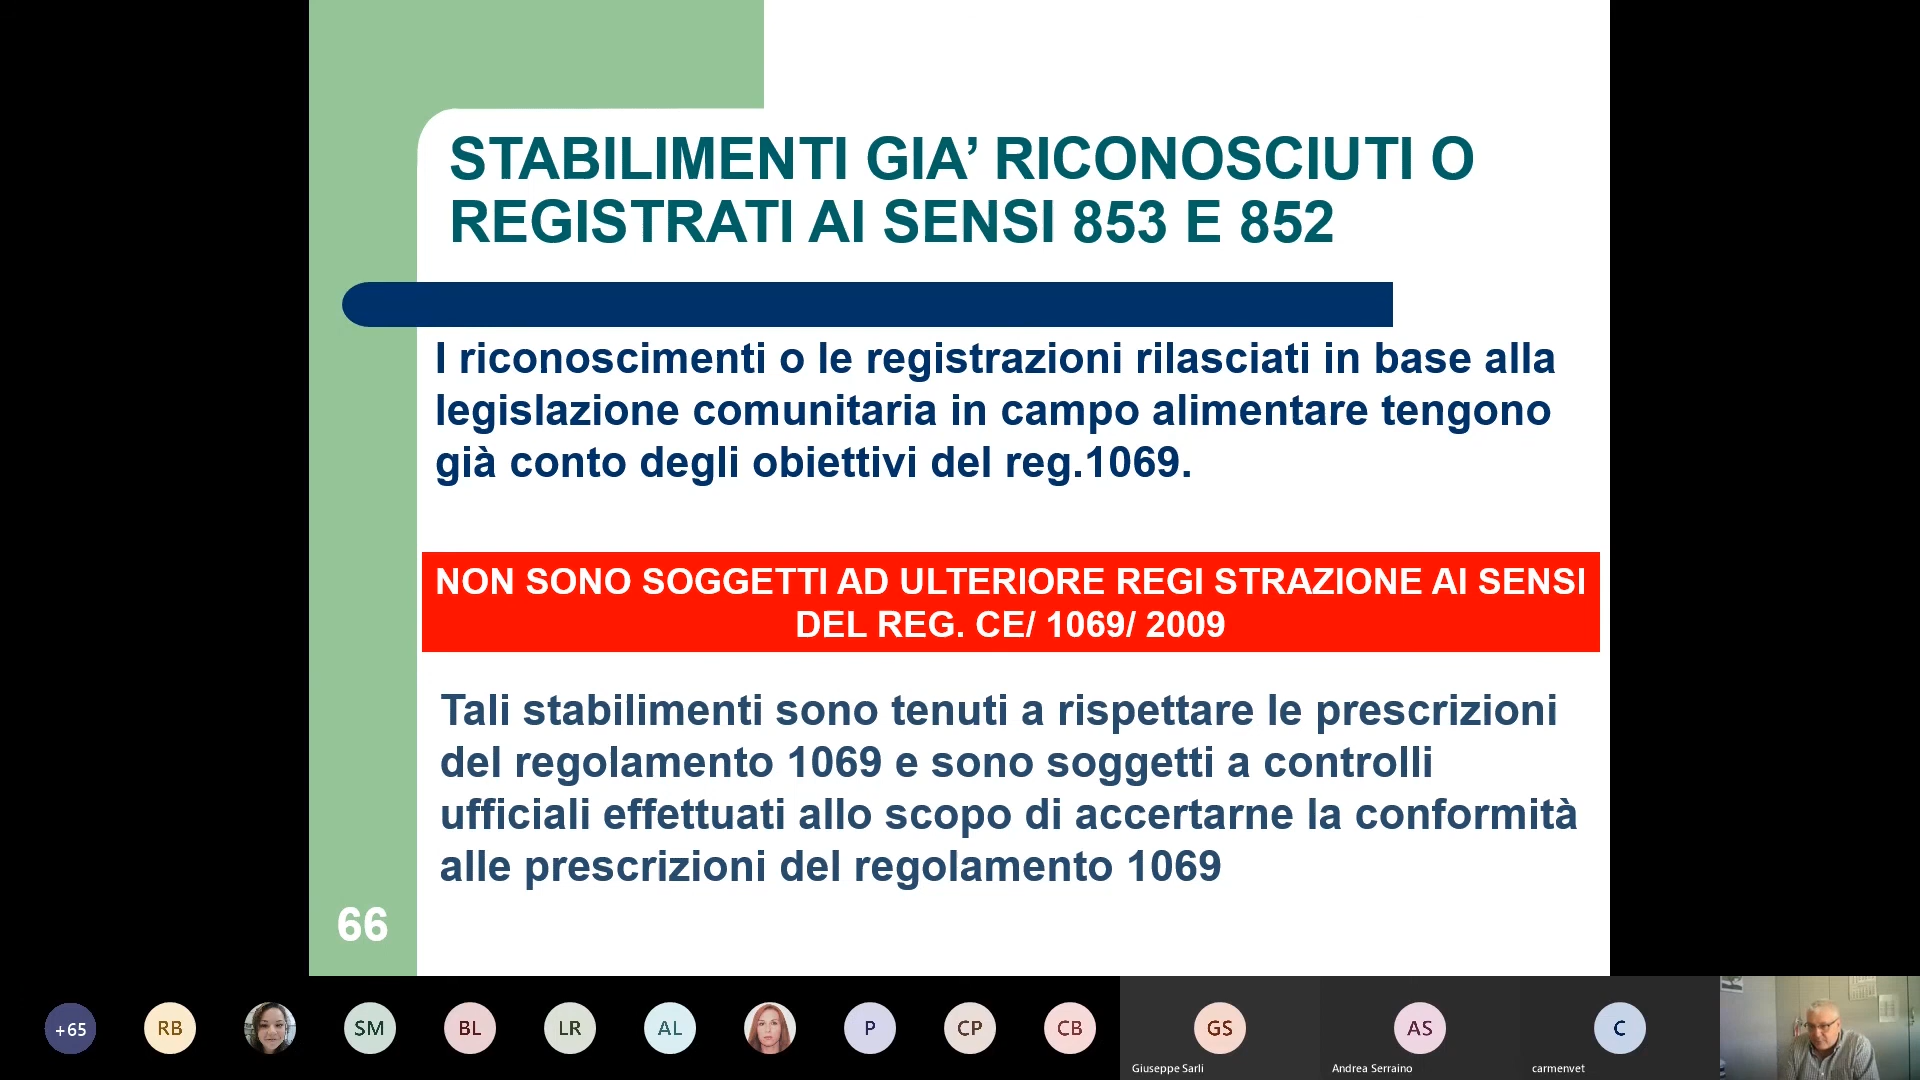 STABILIMENTI GIA’ RICONOSCIUTI O
REGISTRATI AI SENSI 853 E 852
I riconoscimenti o le registrazioni rilasciati in base alla
legislazione comunitaria in campo alimentare tengono
già conto degli obiettivi del reg.1069.
NON SONO SOGGETTI AD ULTERIORE REGI STRAZIONE AI SENSI
DEL REG. CE/ 1069/ 2009
Tali stabilimenti sono tenuti a rispettare le prescrizioni
del regolamento 1069 e sono soggetti a controlli
ufficiali effettuati allo scopo di accertarne la conformità
alle prescrizioni del regolamento 1069
66
+65
RB
SM
BL
LR
AL
P
CP
CB
GS
AS
C
Giuseppe Sarli
Andrea Serraino
carmenvet